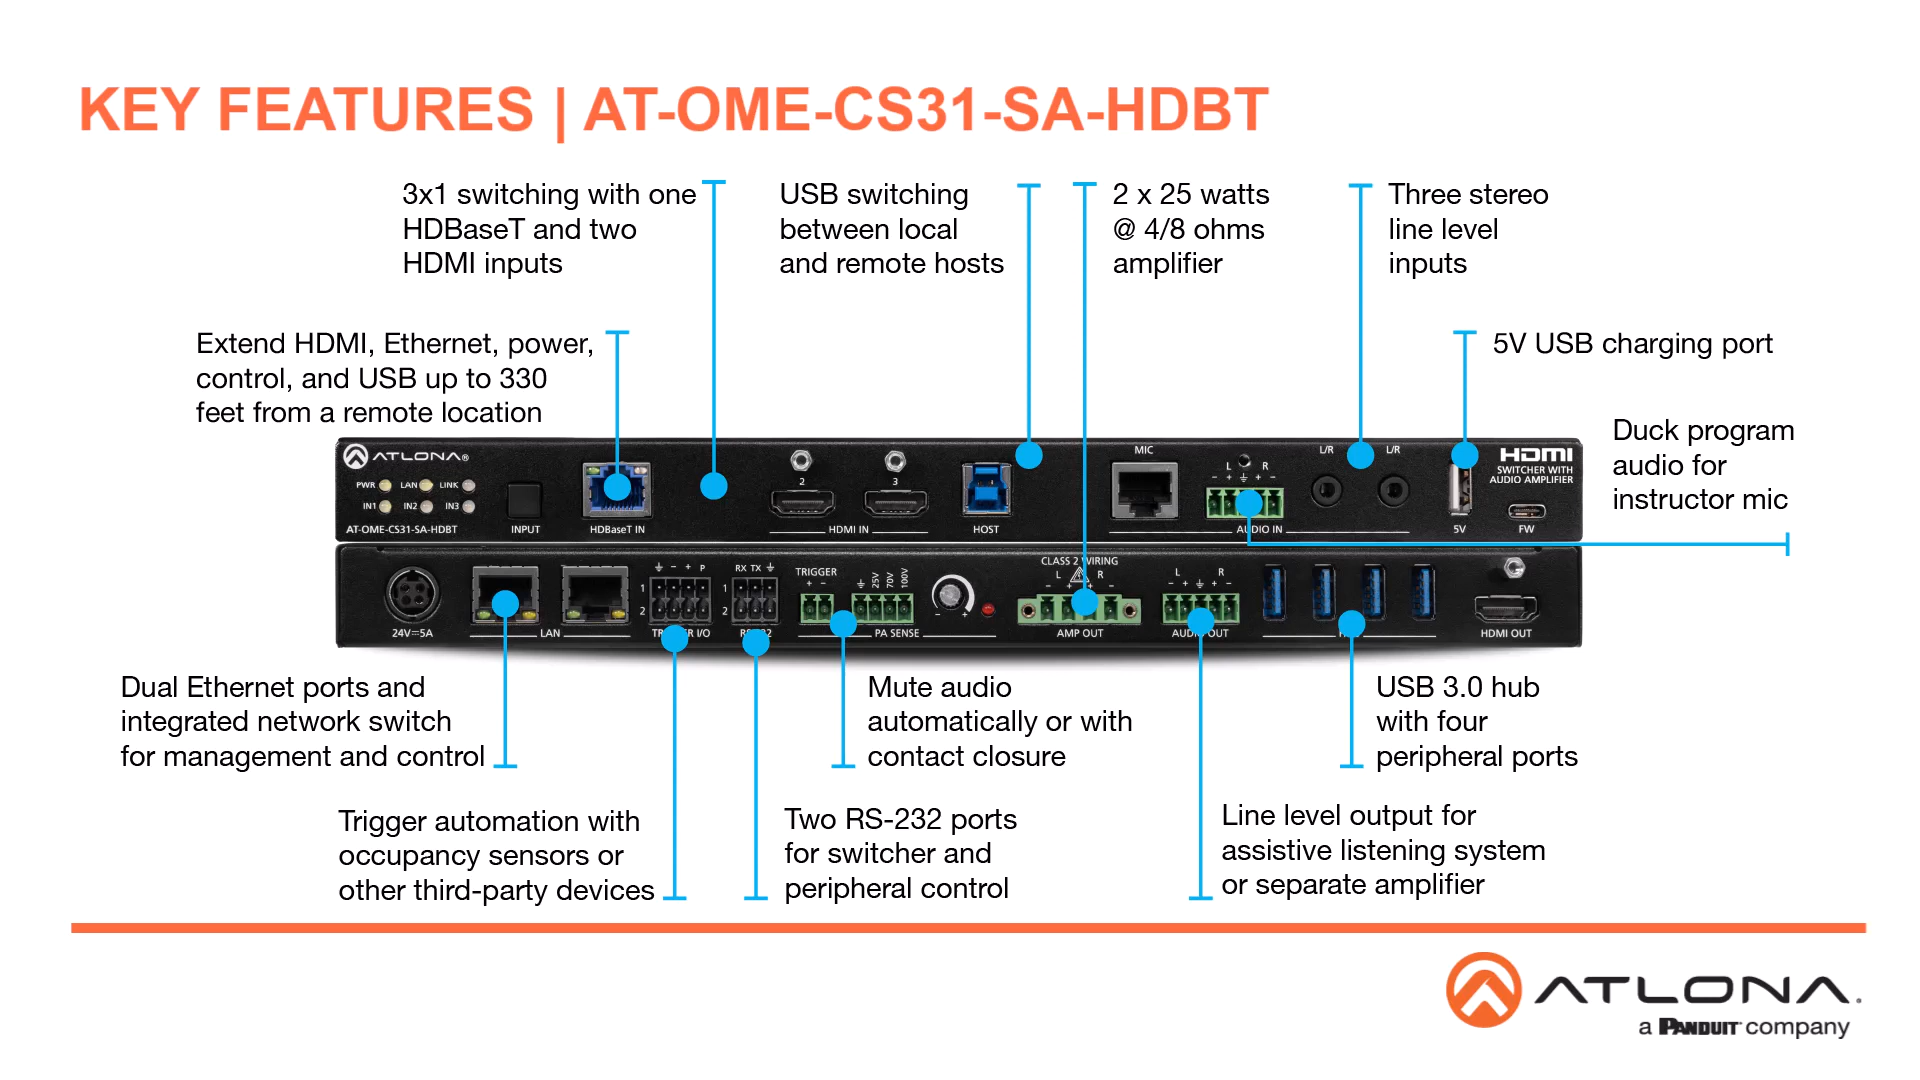 KEY FEATURES | AT-OME-CS31-SA-HDBT
3x1 switching with one
HDBaseT and two
HDMI inputs
USB switching
between local
and remote hosts
2 x 25 watts
@ 4/8 ohms
amplifier
Three stereo
line level
inputs
Extend HDMI, Ethernet, power,
control, and USB up to 330
feet from a remote location
5V USB charging port
Duck program
audio for
instructor mic
ATLONA®
PWR LAN LINK
IN1 IN2 IN3
AT-OME-CS31-SA-HDBT
INPUT
HDBaseT IN
2 3
HDMI IN
HOST
MIC
L R
− + ⏚ + −
AUDIO IN
L/R L/R
5V
HDMI
SWITCHER WITH
AUDIO AMPLIFIER
FW
24V⎓5A
LAN
⏚ − + P
1
2
I/O
RX TX ⏚
1
2
TRIGGER
+ −
⏚ 25V 70V 100V
PA SENSE
− +
CLASS 2 WIRING
L R
− + + −
AMP OUT
L R
− + ⏚ + −
AUDIO OUT
HDMI OUT
Dual Ethernet ports and
integrated network switch
for management and control
Mute audio
automatically or with
contact closure
USB 3.0 hub
with four
peripheral ports
Trigger automation with
occupancy sensors or
other third-party devices
Two RS-232 ports
for switcher and
peripheral control
Line level output for
assistive listening system
or separate amplifier
ATLONA.
a PANDUIT company